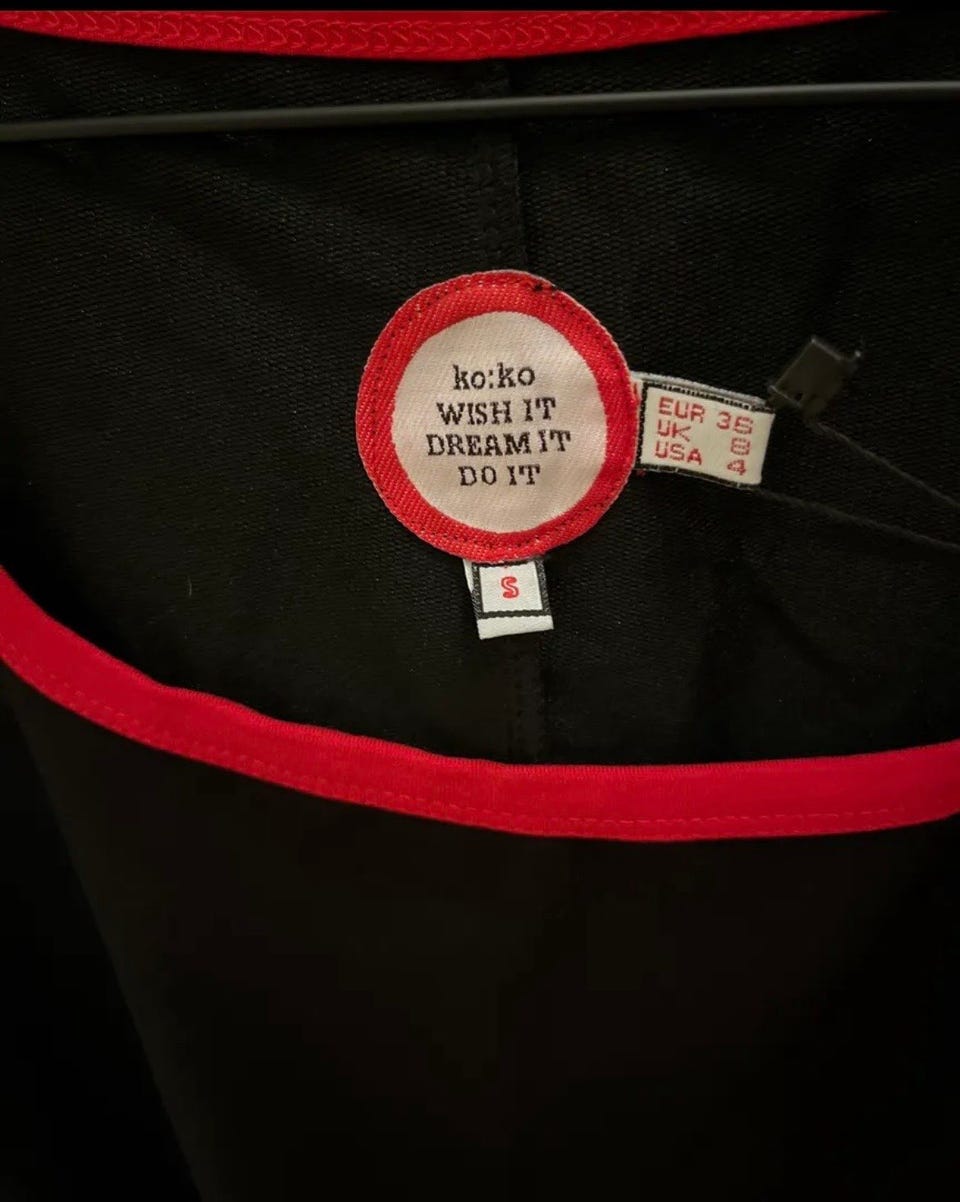 ko:ko
WISH IT
DREAM IT
DO IT
EUR 36
UK 8
USA 4
S